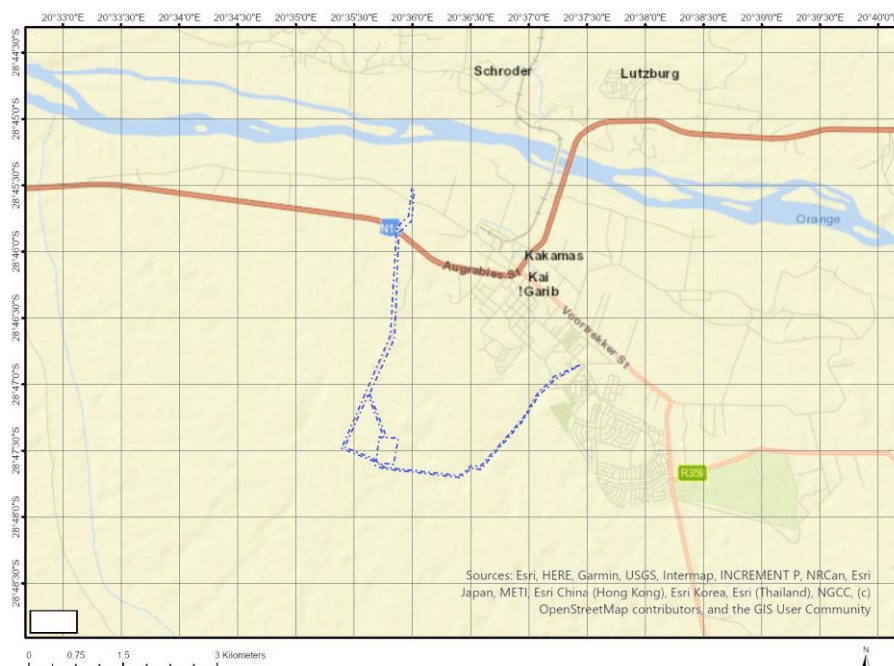 20°33'0"E 20°33'30"E 20°34'0"E 20°34'30"E 20°35'0"E 20°35'30"E 20°36'0"E 20°36'30"E 20°37'0"E 20°37'30"E 20°38'0"E 20°38'30"E 20°39'0"E 20°39'30"E 20°40'0
28°44'30"S
28°45'0"S
28°45'30"S
28°46'0"S
28°46'30"S
28°47'0"S
28°47'30"S
28°48'0"S
28°48'30"S
Schroder
Lutzburg
Orange
N14
Kakamas
Augrabies St
Kai
!Garib
Voortrekker St
R359
Sources: Esri, HERE, Garmin, USGS, Intermap, INCREMENT P, NRCan, Esri
Japan, METI, Esri China (Hong Kong), Esri Korea, Esri (Thailand), NGCC, (c)
OpenStreetMap contributors, and the GIS User Community
0 0.75 1.5 3 Kilometers
N